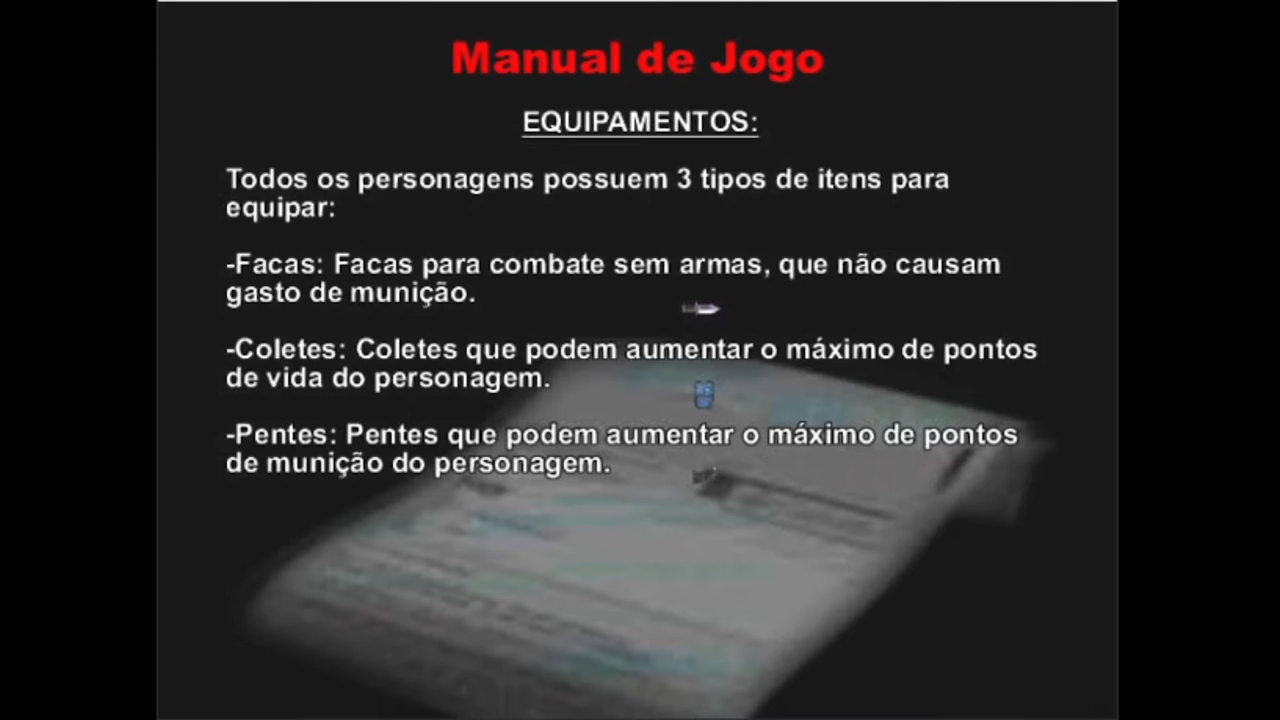 Manual de Jogo
EQUIPAMENTOS:
Todos os personagens possuem 3 tipos de itens para
equipar:
-Facas: Facas para combate sem armas, que não causam
gasto de munição.
-Coletes: Coletes que podem aumentar o máximo de pontos
de vida do personagem.
-Pentes: Pentes que podem aumentar o máximo de pontos
de munição do personagem.